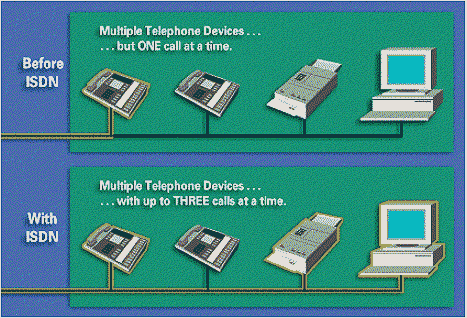 Multiple Telephone Devices . . .
. . . but ONE call at a time.
Before
ISDN
Multiple Telephone Devices . . .
. . . with up to THREE calls at a time.
With
ISDN